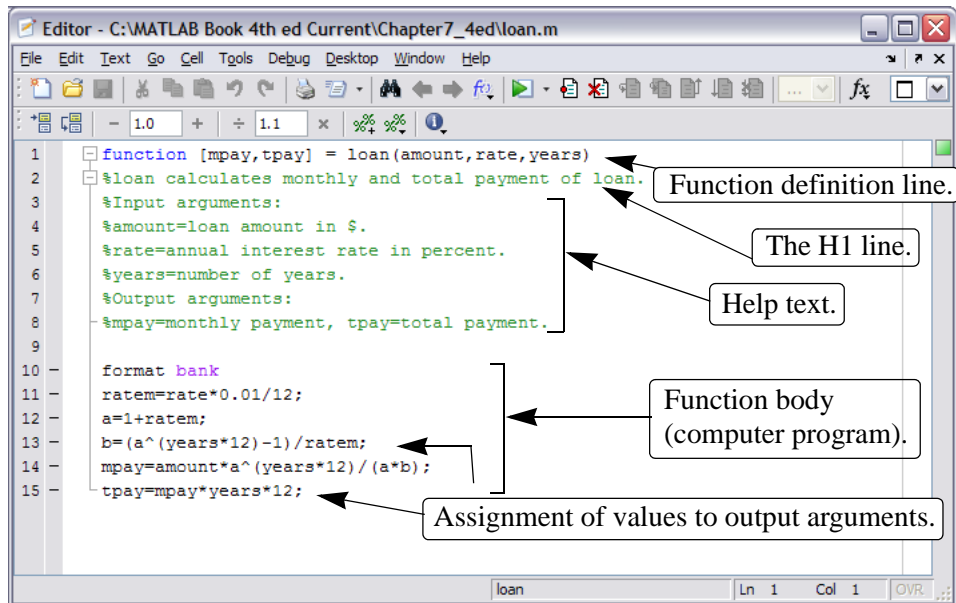 Editor - C:\MATLAB Book 4th ed Current\Chapter7_4ed\loan.m
File Edit Text Go Cell Tools Debug Desktop Window Help
- 1.0 + ÷ 1.1 ×
1 function [mpay,tpay] = loan(amount,rate,years)
2 %loan calculates monthly and total payment of loan.
3 %Input arguments:
4 %amount=loan amount in $.
5 %rate=annual interest rate in percent.
6 %years=number of years.
7 %Output arguments:
8 %mpay=monthly payment, tpay=total payment.
9
10 - format bank
11 - ratem=rate*0.01/12;
12 - a=1+ratem;
13 - b=(a^(years*12)-1)/ratem;
14 - mpay=amount*a^(years*12)/(a*b);
15 - tpay=mpay*years*12;
Function definition line.
The H1 line.
Help text.
Function body
(computer program).
Assignment of values to output arguments.
loan Ln 1 Col 1 OVR